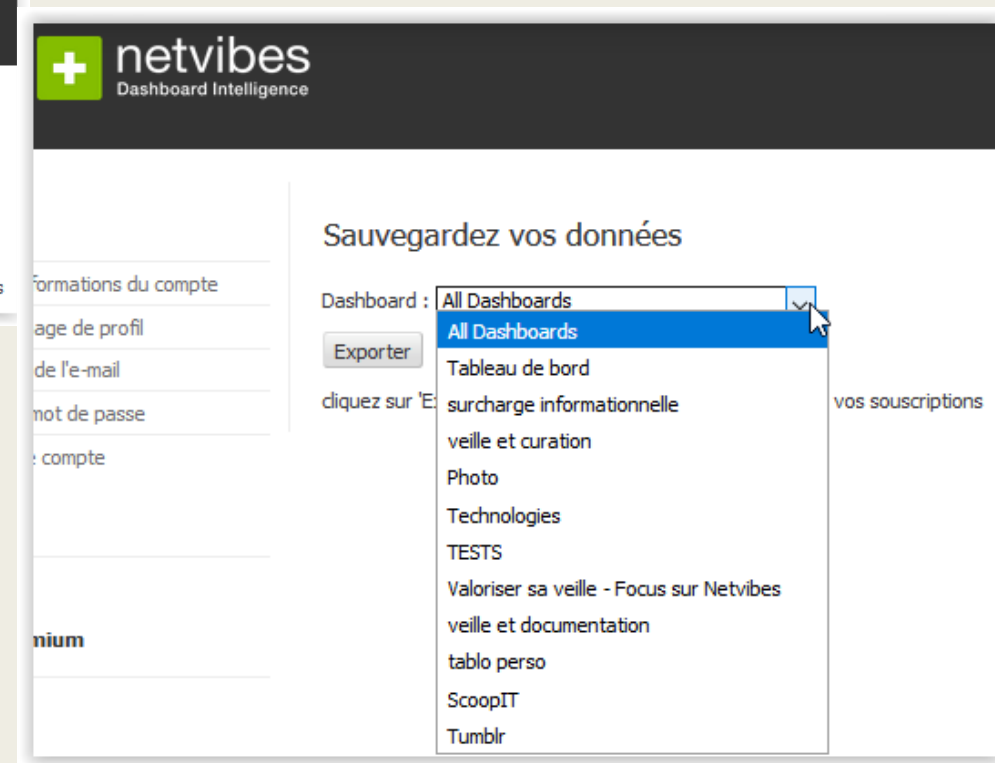 netvibes
Dashboard Intelligence
Sauvegardez vos données
formations du compte
age de profil
de l'e-mail
mot de passe
compte
mium
Dashboard : All Dashboards
Exporter
cliquez sur 'E
vos souscriptions
All Dashboards
Tableau de bord
surcharge informationnelle
veille et curation
Photo
Technologies
TESTS
Valoriser sa veille - Focus sur Netvibes
veille et documentation
tablo perso
ScoopIT
Tumblr